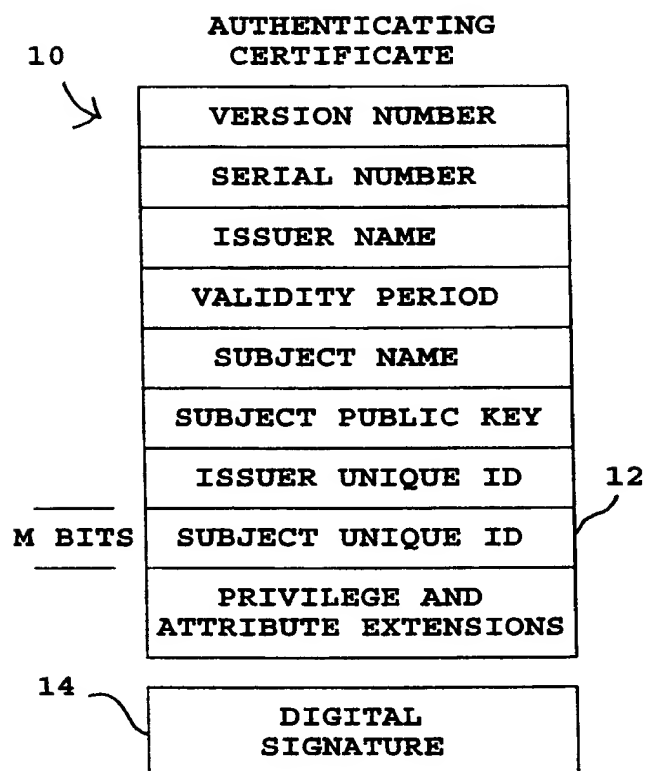 AUTHENTICATING
CERTIFICATE
10
VERSION NUMBER
SERIAL NUMBER
ISSUER NAME
VALIDITY PERIOD
SUBJECT NAME
SUBJECT PUBLIC KEY
ISSUER UNIQUE ID
12
M BITS
SUBJECT UNIQUE ID
PRIVILEGE AND
ATTRIBUTE EXTENSIONS
14
DIGITAL
SIGNATURE